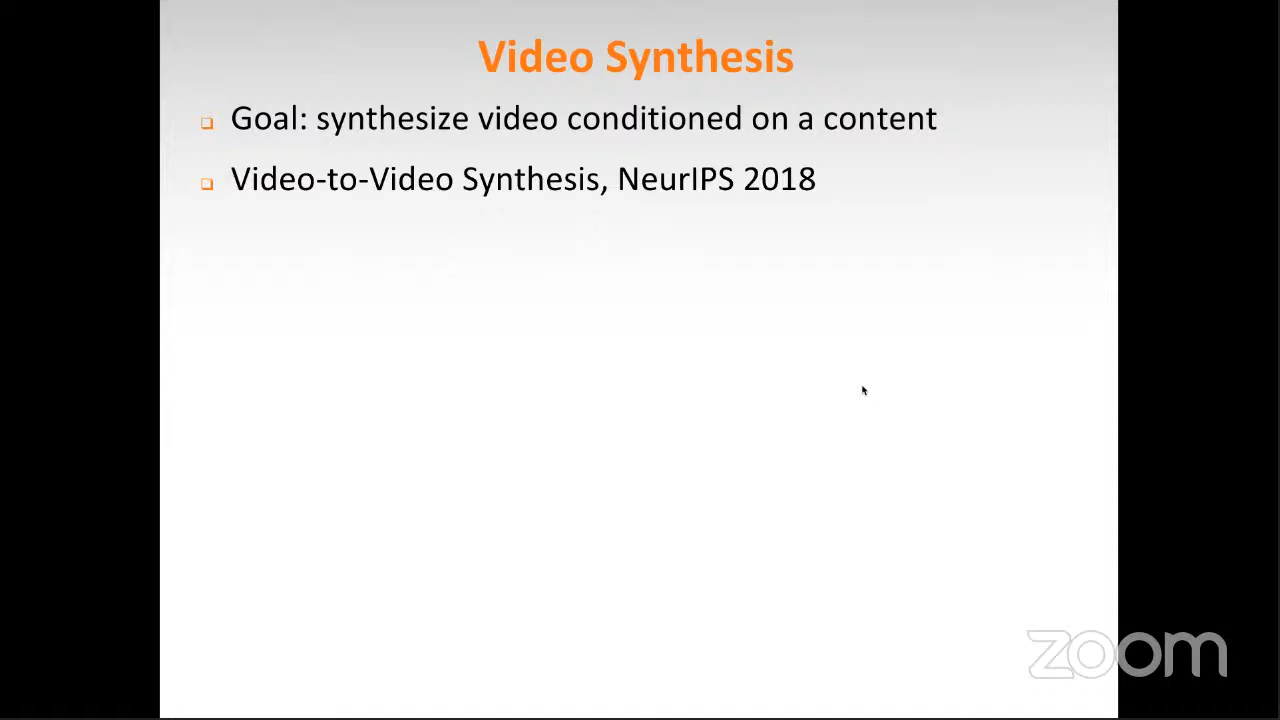 Video Synthesis
Goal: synthesize video conditioned on a content
Video-to-Video Synthesis, NeurIPS 2018
zoom